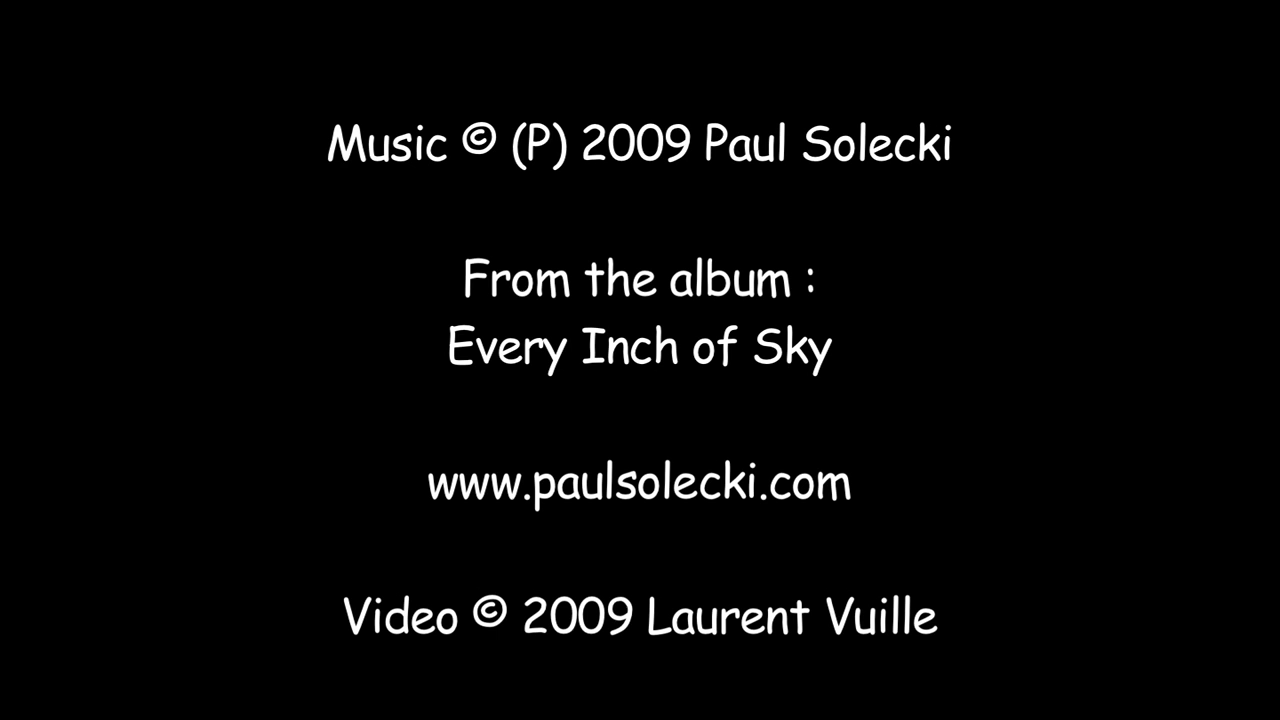 Music © (P) 2009 Paul Solecki
From the album :
Every Inch of Sky
www.paulsolecki.com
Video © 2009 Laurent Vuille